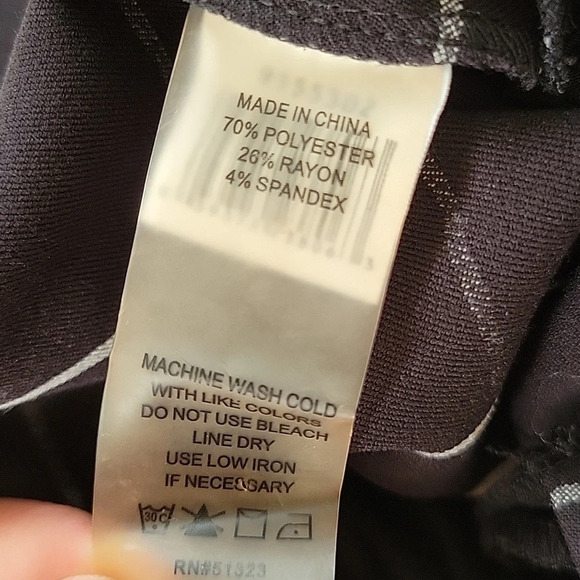 MADE IN CHINA
70% POLYESTER
26% RAYON
4% SPANDEX
MACHINE WASH COLD
WITH LIKE COLORS
DO NOT USE BLEACH
LINE DRY
USE LOW IRON
IF NECESSARY
30C
RN#51323